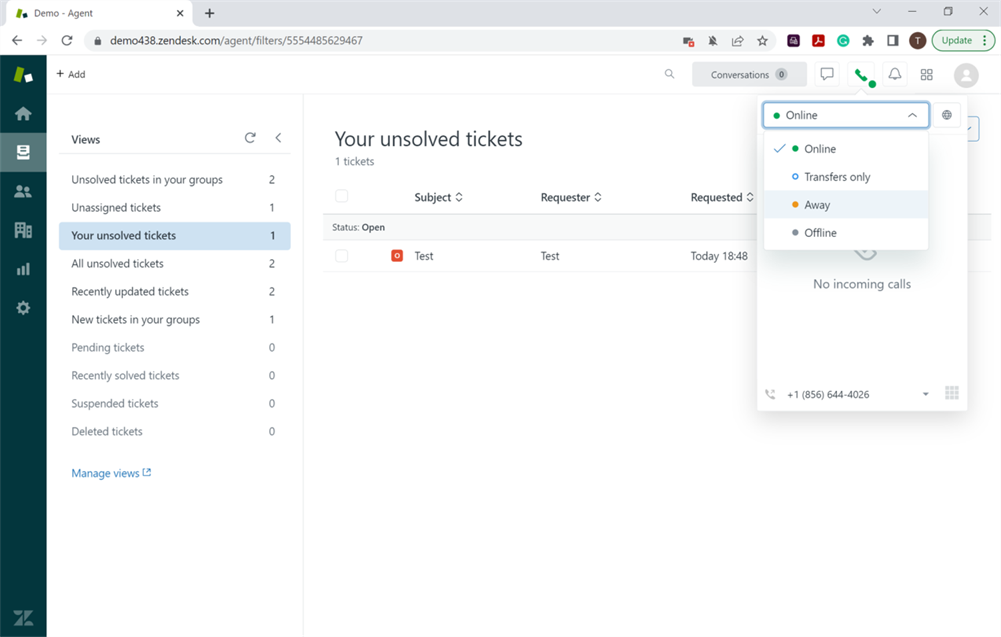 Demo - Agent
demo438.zendesk.com/agent/filters/5554485629467
T
Update
+ Add
Conversations 0
Views
Unsolved tickets in your groups 2
Unassigned tickets 1
Your unsolved tickets 1
All unsolved tickets 2
Recently updated tickets 2
New tickets in your groups 1
Pending tickets 0
Recently solved tickets 0
Suspended tickets 0
Deleted tickets 0
Manage views
Your unsolved tickets
1 tickets
Subject Requester Requested
Status: Open
O Test Test Today 18:48
Online
Online
Transfers only
Away
Offline
No incoming calls
+1 (856) 644-4026